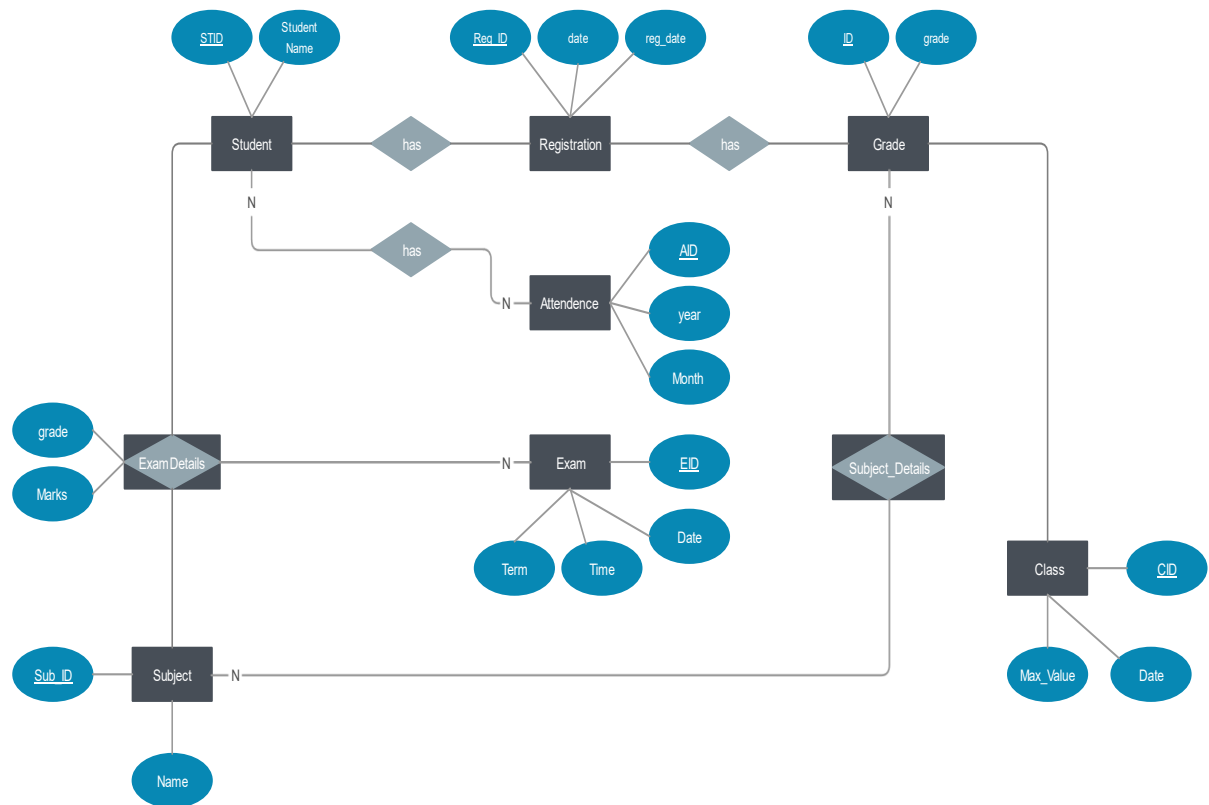 STID
Student
Name
Reg_ID
date
reg_date
ID
grade
Student
has
Registration
has
Grade
N
N
has
AID
N
Attendence
year
Month
grade
ExamDetails
N
Exam
EID
Subject_Details
Marks
Date
Term
Time
Class
CID
Sub_ID
Subject
N
Max_Value
Date
Name